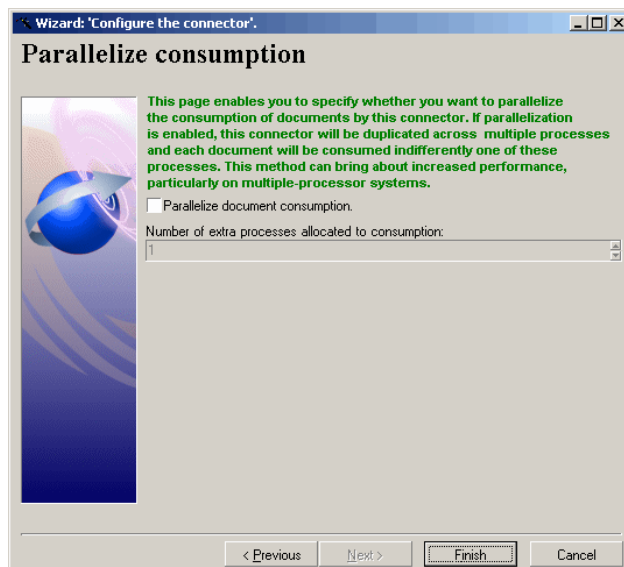 Wizard: 'Configure the connector'.
Parallelize consumption
This page enables you to specify whether you want to parallelize
the consumption of documents by this connector. If parallelization
is enabled, this connector will be duplicated across multiple processes
and each document will be consumed indifferently one of these
processes. This method can bring about increased performance,
particularly on multiple-processor systems.
Parallelize document consumption.
Number of extra processes allocated to consumption:
1
< Previous Next > Finish Cancel